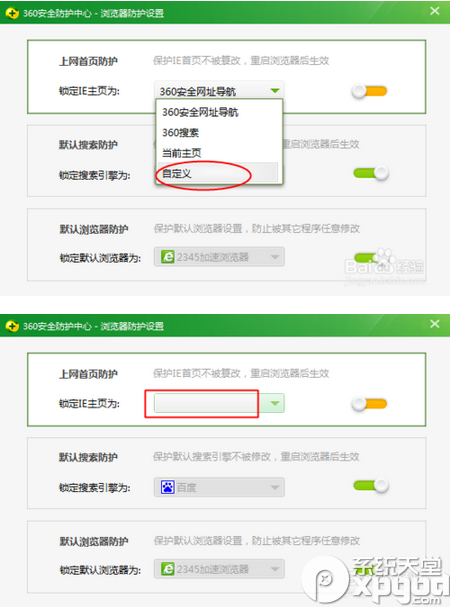 360安全防护中心 - 浏览器防护设置
上网首页防护 保护IE首页不被篡改，重启浏览器后生效
锁定IE主页为: 360安全网址导航
360安全网址导航
360搜索
当前主页
自定义
默认搜索防护 重启浏览器后生效
锁定搜索引擎为:
默认浏览器防护 保护默认浏览器设置，防止被其它程序任意修改
锁定默认浏览器为: 2345加速浏览器
Baidu 经验
360安全防护中心 - 浏览器防护设置
上网首页防护 保护IE首页不被篡改，重启浏览器后生效
锁定IE主页为:
默认搜索防护 保护默认搜索引擎不被修改，重启浏览器后生效
锁定搜索引擎为: 百度
默认浏览器防护 保护默认浏览器设置，防止被其它程序任意修改
锁定默认浏览器为: 2345加速浏览器
系统天堂